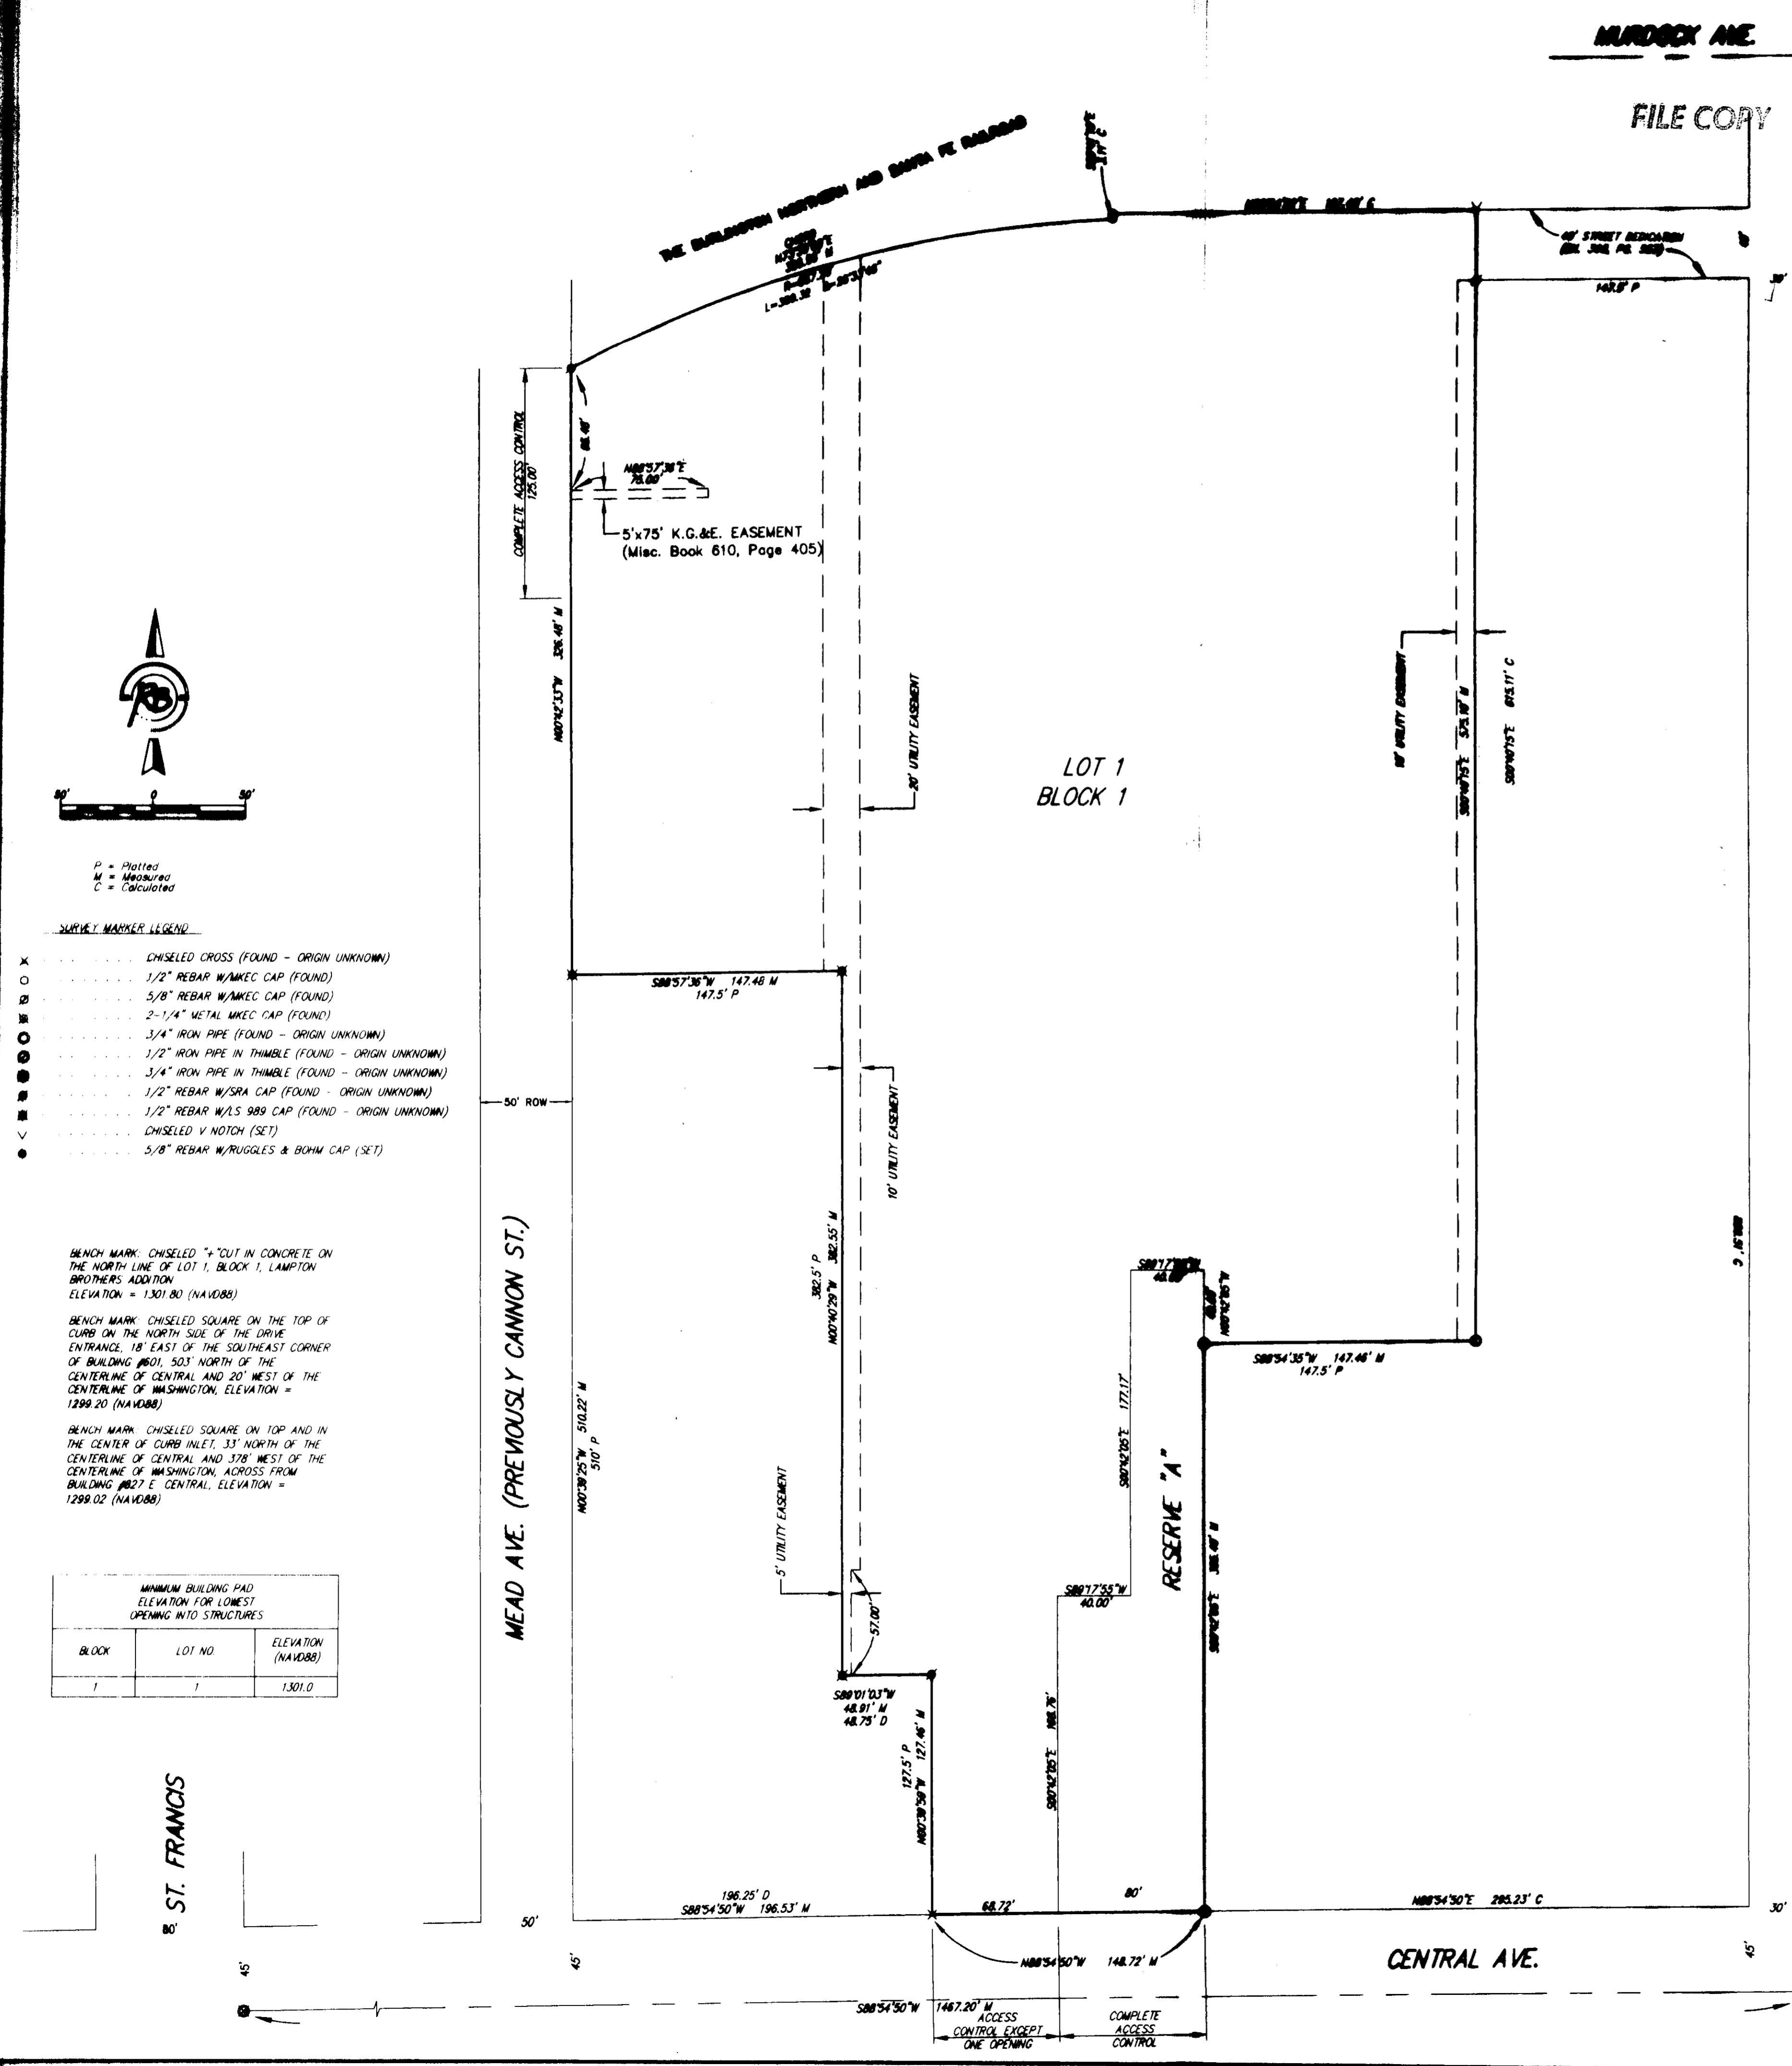 MURDOCK AVE.
FILE COPY
THE BURLINGTON NORTHERN AND SANTA FE RAILROAD
40' STREET DEDICATION
147.5' P
30'
COMPLETE ACCESS CONTROL
125.00'
N88°57'36"E
75.00'
5'x75' K.G.&E. EASEMENT
(Misc. Book 610, Page 405)
N00°42'33"W 326.48' M
20' UTILITY EASEMENT
LOT 1
BLOCK 1
10' UTILITY EASEMENT
S00°40'15"E 575.10' M
S00°40'15"E 615.11' C
50' 0 50'
P = Platted
M = Measured
C = Calculated
SURVEY MARKER LEGEND
CHISELED CROSS (FOUND - ORIGIN UNKNOWN)
1/2" REBAR W/MKEC CAP (FOUND)
5/8" REBAR W/MKEC CAP (FOUND)
2-1/4" METAL MKEC CAP (FOUND)
3/4" IRON PIPE (FOUND - ORIGIN UNKNOWN)
1/2" IRON PIPE IN THIMBLE (FOUND - ORIGIN UNKNOWN)
3/4" IRON PIPE IN THIMBLE (FOUND - ORIGIN UNKNOWN)
1/2" REBAR W/SRA CAP (FOUND - ORIGIN UNKNOWN)
1/2" REBAR W/LS 989 CAP (FOUND - ORIGIN UNKNOWN)
CHISELED V NOTCH (SET)
5/8" REBAR W/RUGGLES & BOHM CAP (SET)
S88°57'36"W 147.48 M
147.5' P
50' ROW
10' UTILITY EASEMENT
BENCH MARK: CHISELED "+"CUT IN CONCRETE ON
THE NORTH LINE OF LOT 1, BLOCK 1, LAMPTON
BROTHERS ADDITION
ELEVATION = 1301.80 (NAVD88)
BENCH MARK: CHISELED SQUARE ON THE TOP OF
CURB ON THE NORTH SIDE OF THE DRIVE
ENTRANCE, 18' EAST OF THE SOUTHEAST CORNER
OF BUILDING #601, 503' NORTH OF THE
CENTERLINE OF CENTRAL AND 20' WEST OF THE
CENTERLINE OF WASHINGTON, ELEVATION =
1299.20 (NAVD88)
BENCH MARK: CHISELED SQUARE ON TOP AND IN
THE CENTER OF CURB INLET, 33' NORTH OF THE
CENTERLINE OF CENTRAL AND 378' WEST OF THE
CENTERLINE OF WASHINGTON, ACROSS FROM
BUILDING #827 E. CENTRAL, ELEVATION =
1299.02 (NAVD88)
MEAD AVE. (PREVIOUSLY CANNON ST.)
N00°39'25"W 510.22' M
510' P
382.5' P
N00°40'29"W 382.55' M
40.00'
N00°42'05"W
S88°54'35"W 147.46' M
147.5' P
S00°42'05"E 177.17'
RESERVE "A"
5' UTILITY EASEMENT
57.00'
S89°17'55"W
40.00'
MINIMUM BUILDING PAD
ELEVATION FOR LOWEST
OPENING INTO STRUCTURES
BLOCK LOT NO. ELEVATION
(NAVD88)
1 1 1301.0
S89°01'03"W
48.91' M
48.75' D
127.5' P
N00°39'59"W 127.46' M
ST. FRANCIS
80'
50'
196.25' D
S88°54'50"W 196.53' M
68.72'
80'
N88°54'50"E 295.23' C
30'
45'
45'
45'
N88°54'50"W 148.72' M
CENTRAL AVE.
S88°54'50"W 1467.20' M
ACCESS
CONTROL EXCEPT
ONE OPENING
COMPLETE
ACCESS
CONTROL